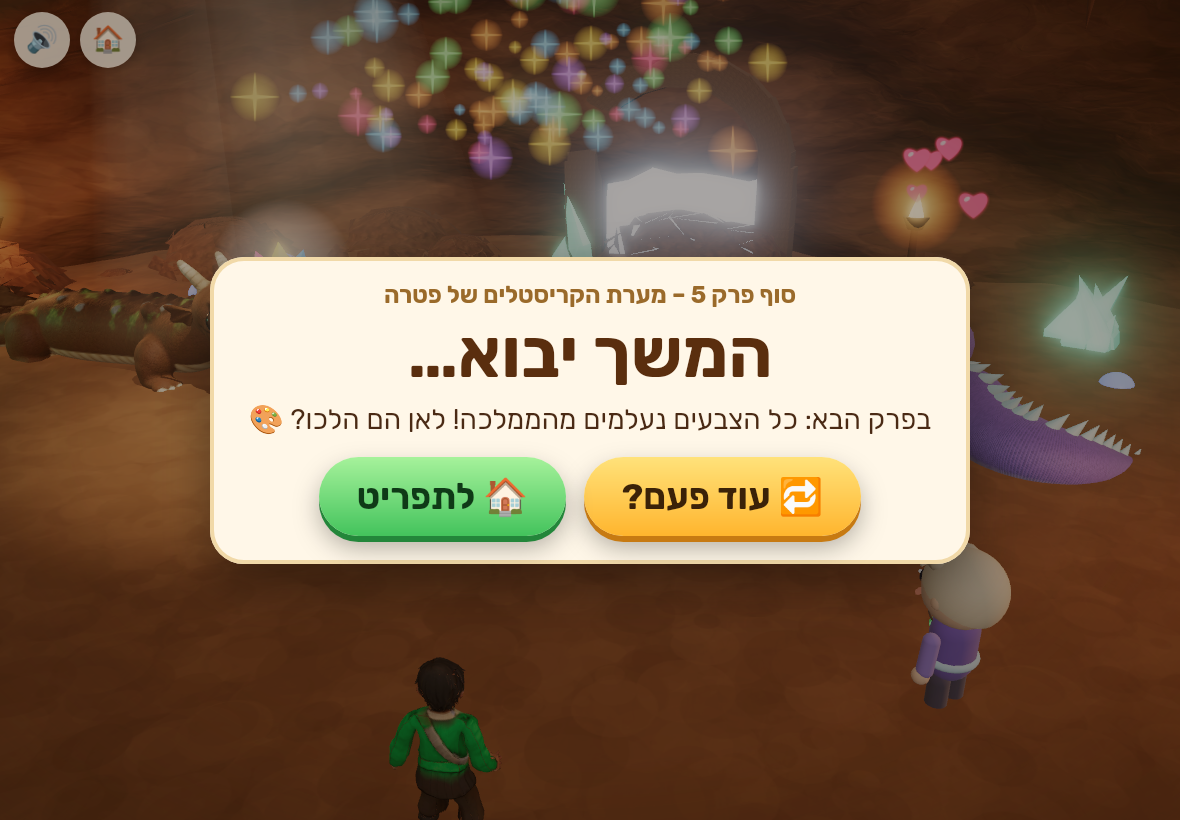 סוף פרק 5 – מערת הקריסטלים של פטרה
המשך יבוא...
בפרק הבא: כל הצבעים נעלמים מהממלכה! לאן הם הלכו? 🎨
🔁 עוד פעם?
🏠 לתפריט